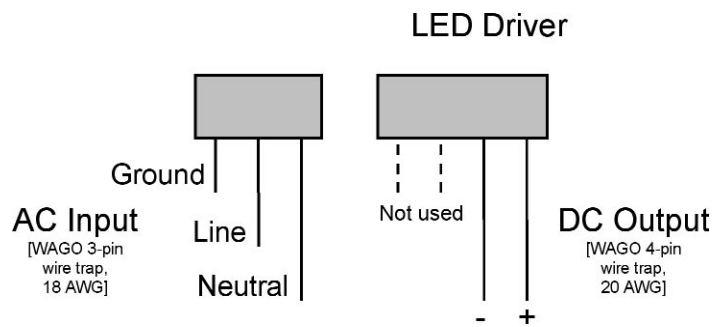 LED Driver
Ground
Line
Neutral
AC Input
[WAGO 3-pin
wire trap,
18 AWG]
Not used
- +
DC Output
[WAGO 4-pin
wire trap,
20 AWG]